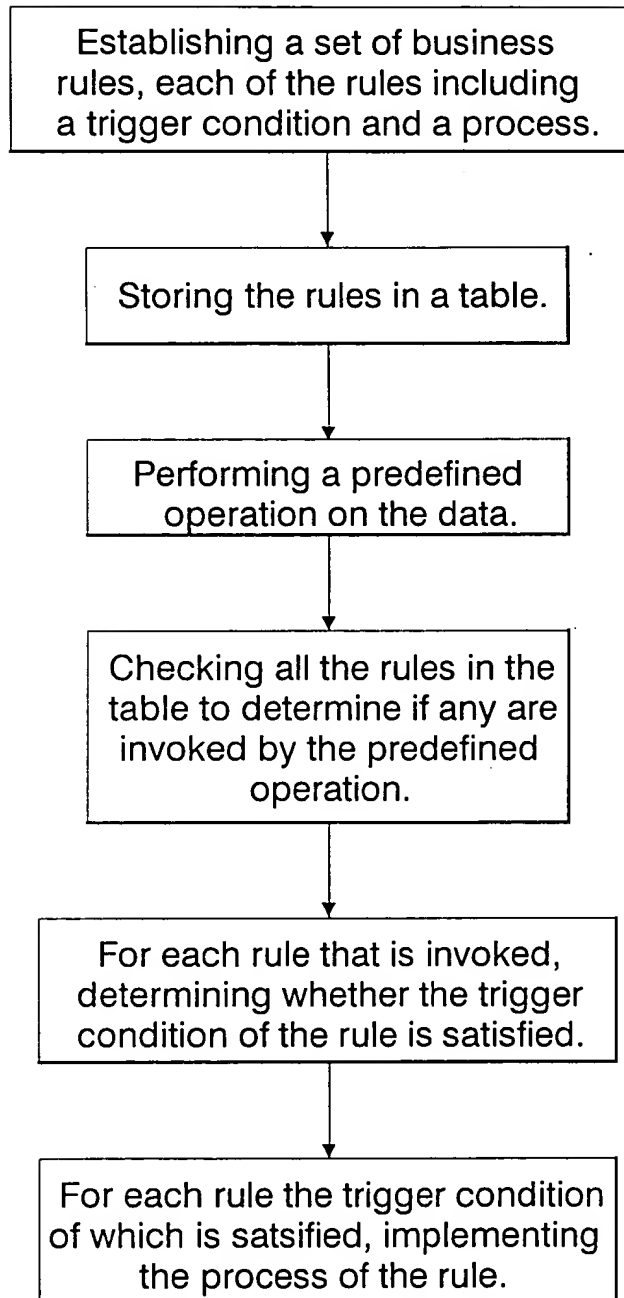 Establishing a set of business
rules, each of the rules including
a trigger condition and a process.
Storing the rules in a table.
Performing a predefined
operation on the data.
Checking all the rules in the
table to determine if any are
invoked by the predefined
operation.
For each rule that is invoked,
determining whether the trigger
condition of the rule is satisfied.
For each rule the trigger condition
of which is satsified, implementing
the process of the rule.